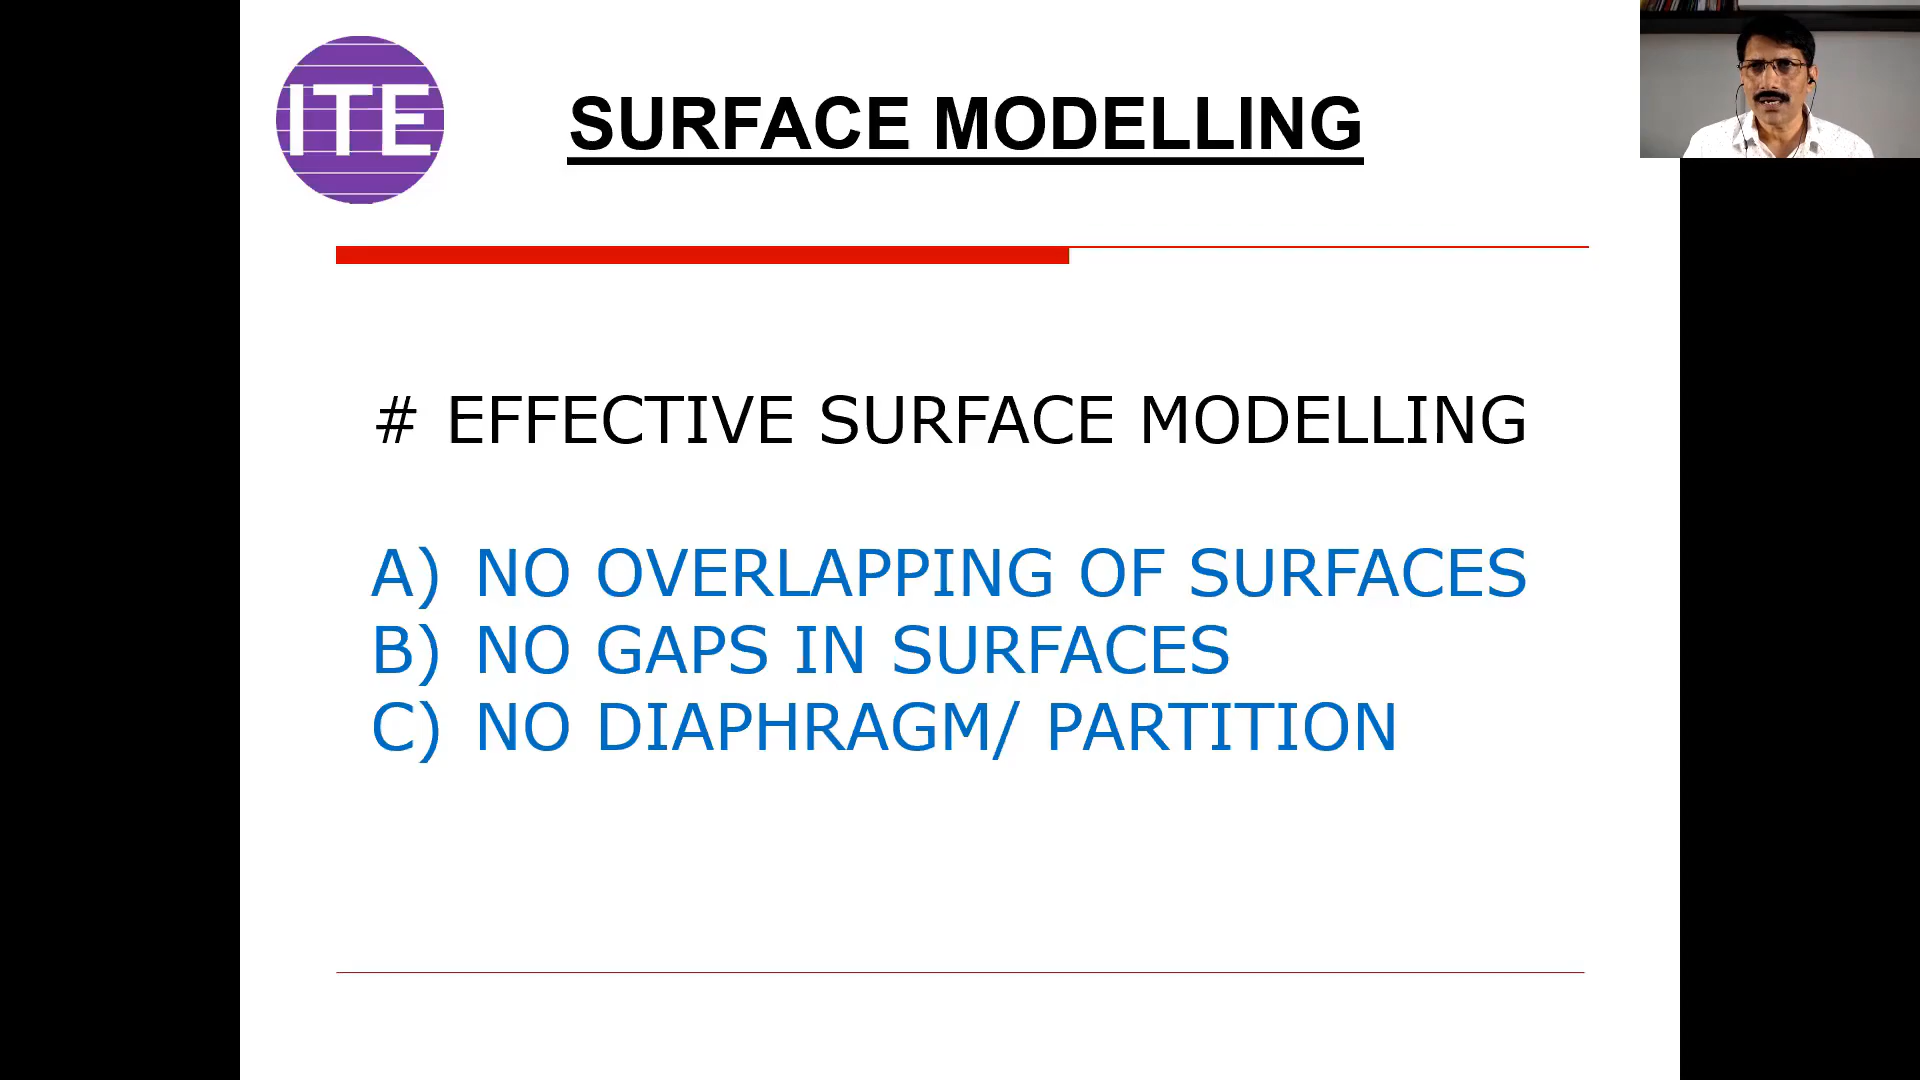 ITE
SURFACE MODELLING
# EFFECTIVE SURFACE MODELLING
A) NO OVERLAPPING OF SURFACES
B) NO GAPS IN SURFACES
C) NO DIAPHRAGM/ PARTITION